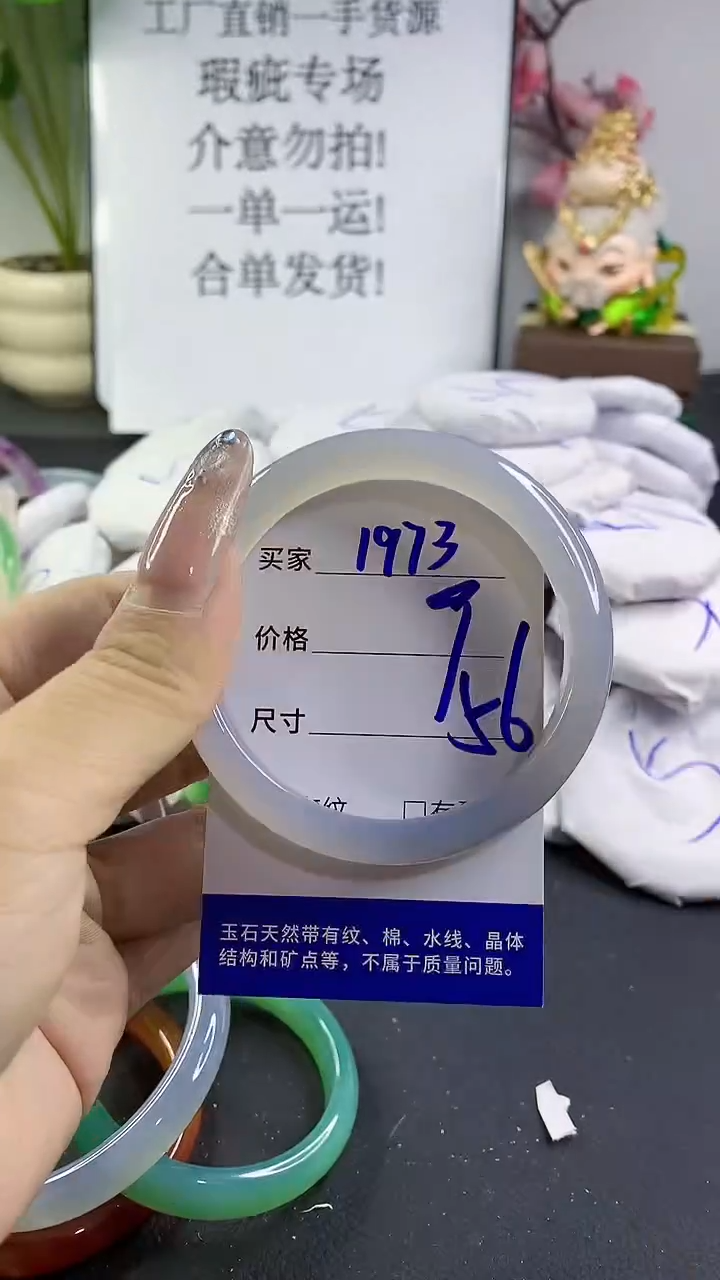 工厂直销一手货源
瑕疵专场
介意勿拍!
一单一运!
合单发货!
买家 1973
价格
尺寸 56
纹 □有
玉石天然带有纹、棉、水线、晶体
结构和矿点等，不属于质量问题。